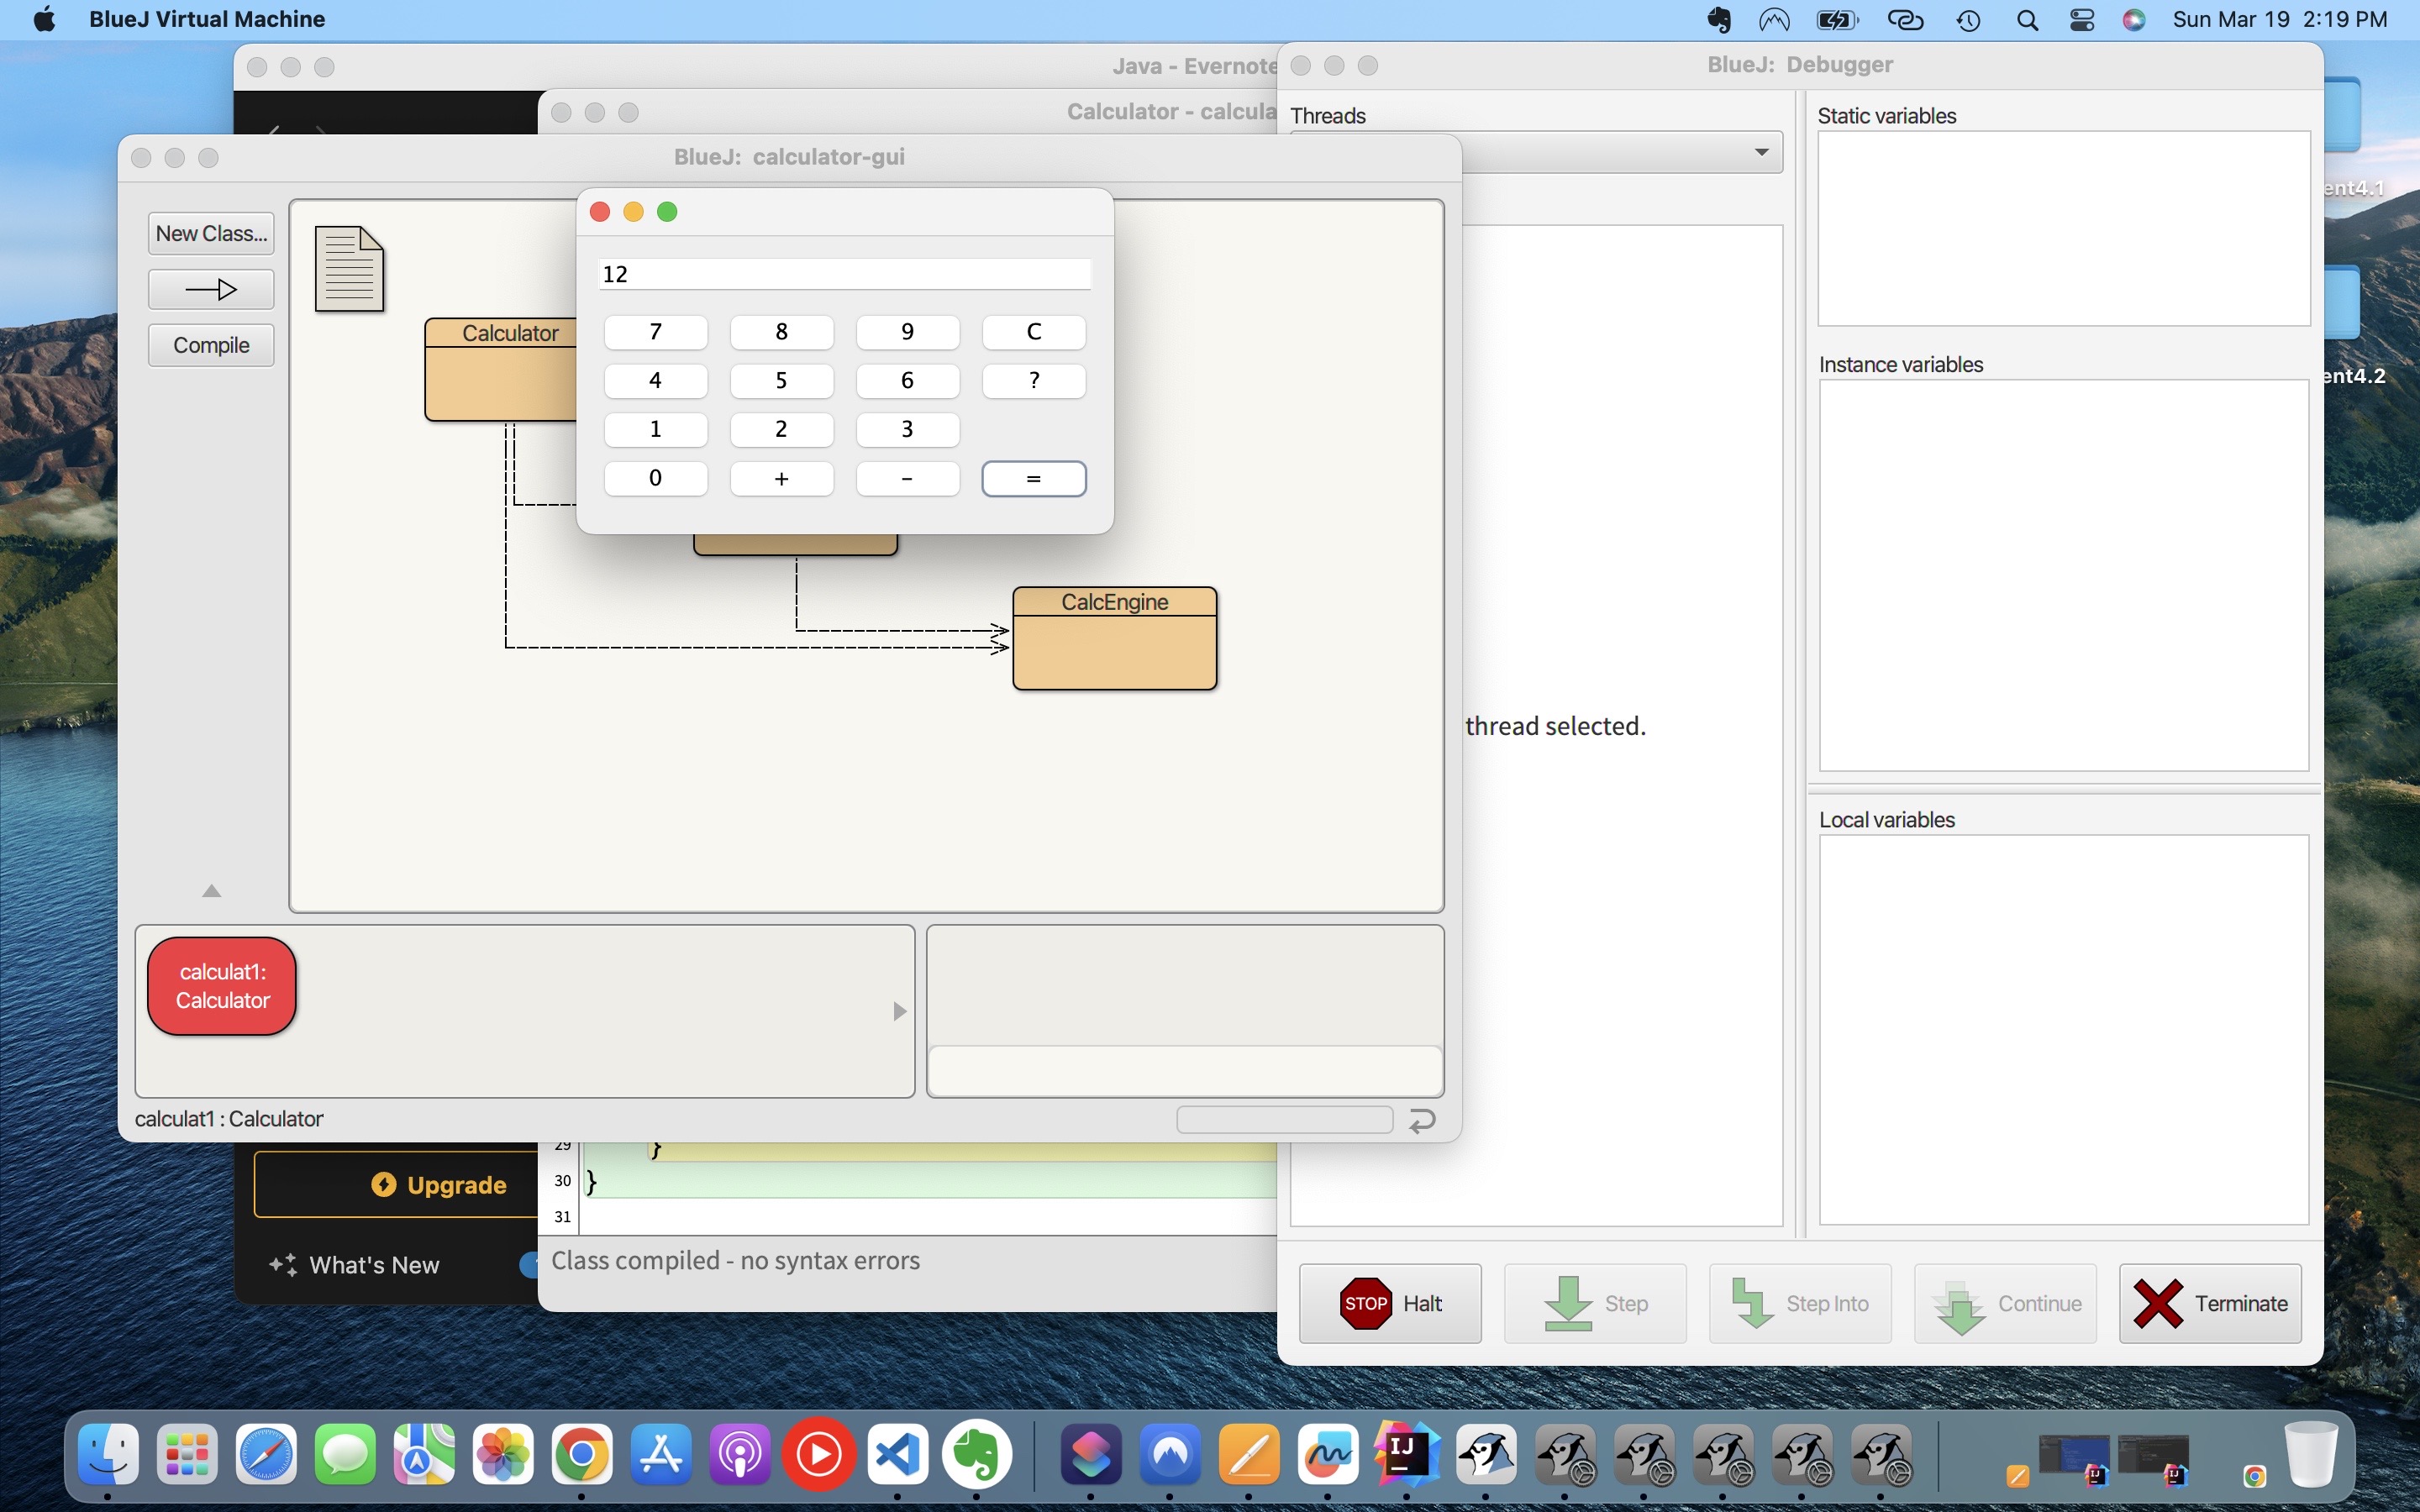 BlueJ Virtual Machine
Sun Mar 19 2:19 PM
Java - Evernote
BlueJ: Debugger
Calculator - calcula
Threads
Static variables
BlueJ: calculator-gui
ent4.1
New Class...
12
Compile
Calculator
7 8 9 C
4 5 6 ?
1 2 3
0 + - =
Instance variables
ent4.2
CalcEngine
thread selected.
Local variables
calculat1:
Calculator
calculat1 : Calculator
29 }
30 }
31
Upgrade
What's New
Class compiled - no syntax errors
STOP Halt
Step
Step Into
Continue
Terminate
IJ
IJ
IJ